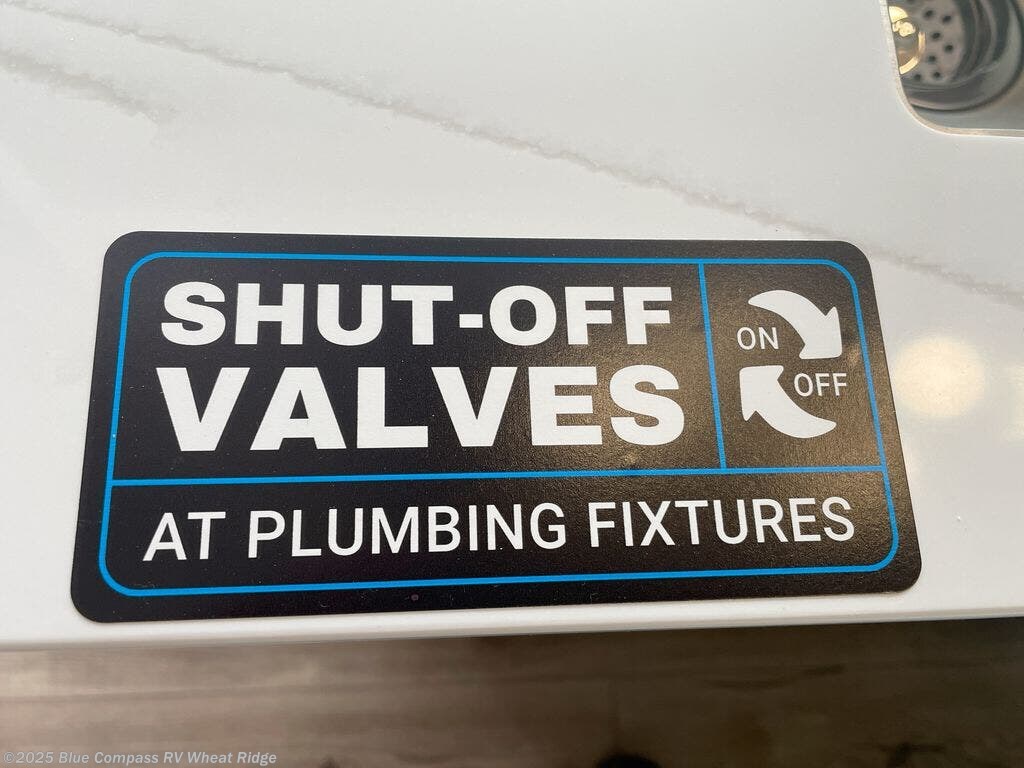 SHUT-OFF
VALVES
ON
OFF
AT PLUMBING FIXTURES
©2025 Blue Compass RV Wheat Ridge